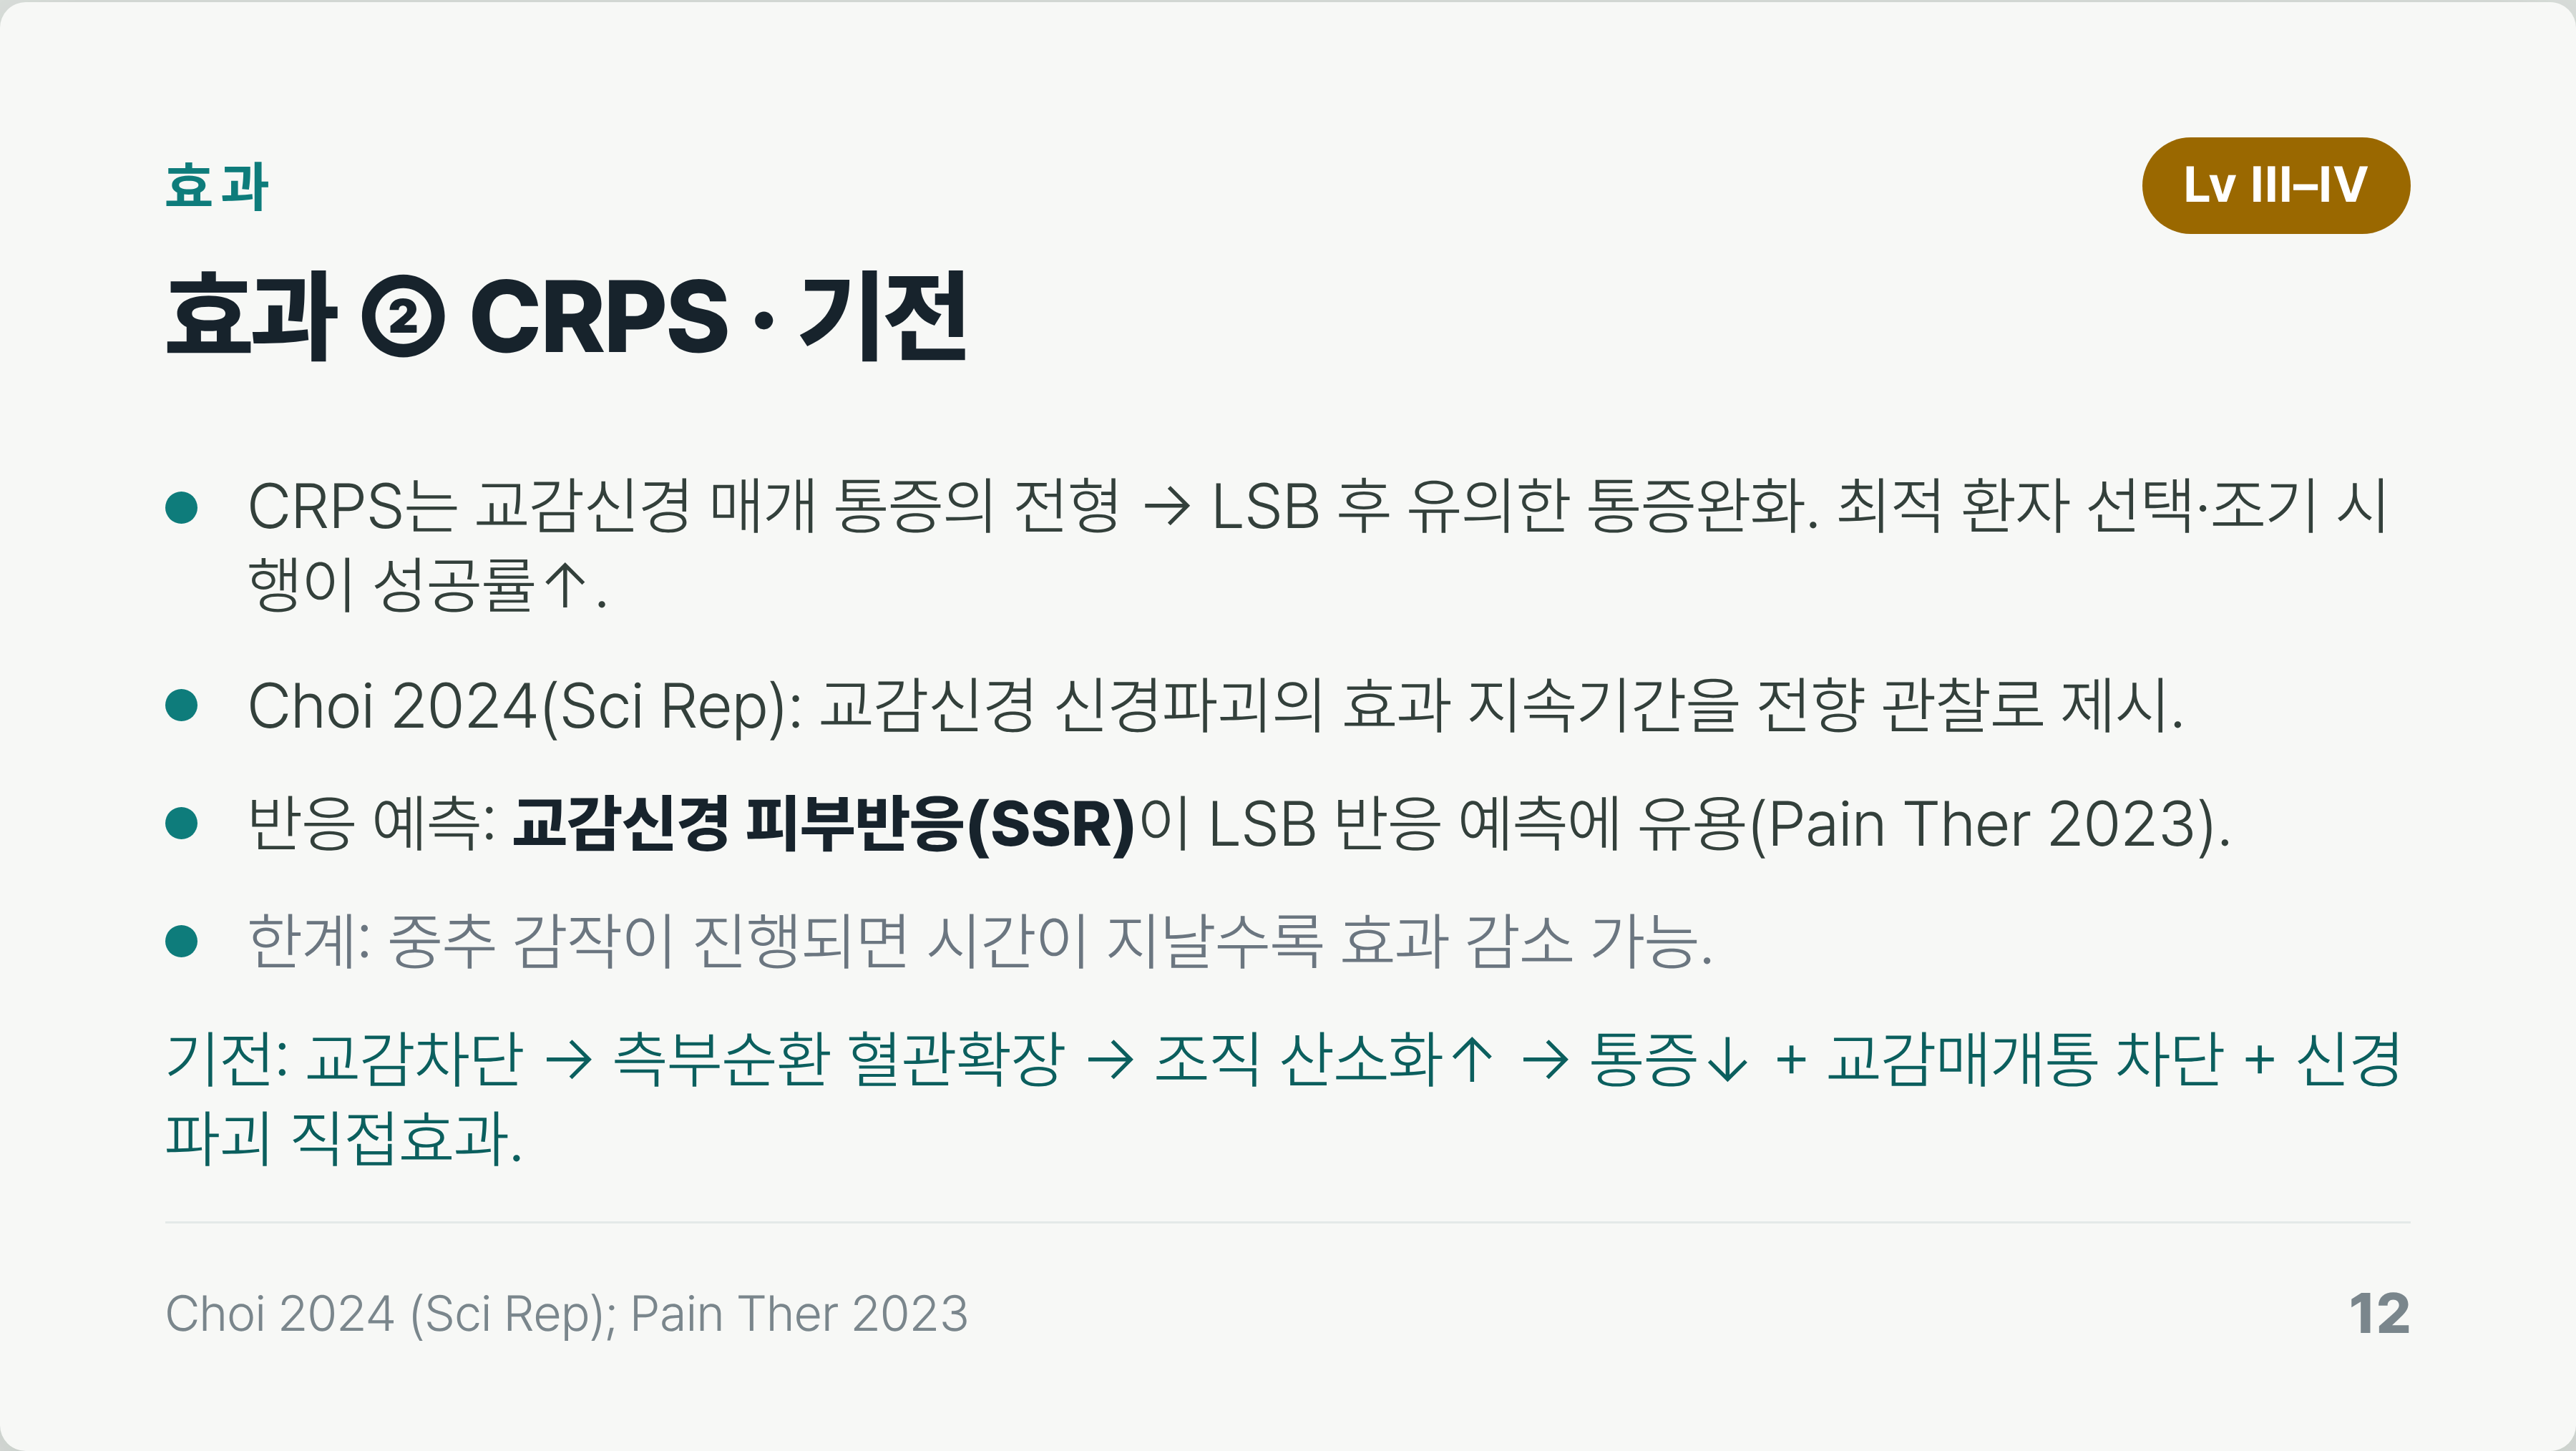 효과
Lv III–IV
효과 ② CRPS · 기전
CRPS는 교감신경 매개 통증의 전형 → LSB 후 유의한 통증완화. 최적 환자 선택·조기 시
행이 성공률↑.
Choi 2024(Sci Rep): 교감신경 신경파괴의 효과 지속기간을 전향 관찰로 제시.
반응 예측: 교감신경 피부반응(SSR)이 LSB 반응 예측에 유용(Pain Ther 2023).
한계: 중추 감작이 진행되면 시간이 지날수록 효과 감소 가능.
기전: 교감차단 → 측부순환 혈관확장 → 조직 산소화↑ → 통증↓ + 교감매개통 차단 + 신경
파괴 직접효과.
Choi 2024 (Sci Rep); Pain Ther 2023
12